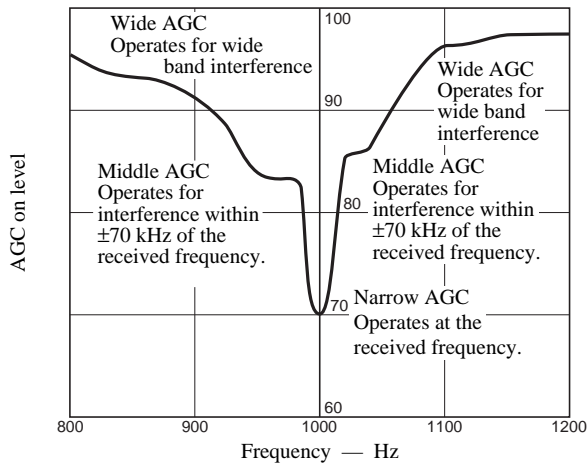 Wide AGC
Operates for wide
band interference
100
Wide AGC
Operates for
wide band
interference
90
Middle AGC
Operates for
interference within
±70 kHz of the
received frequency.
Middle AGC
Operates for
interference within
±70 kHz of the
received frequency.
80
AGC on level
70
Narrow AGC
Operates at the
received frequency.
60
800 900 1000 1100 1200
Frequency — Hz